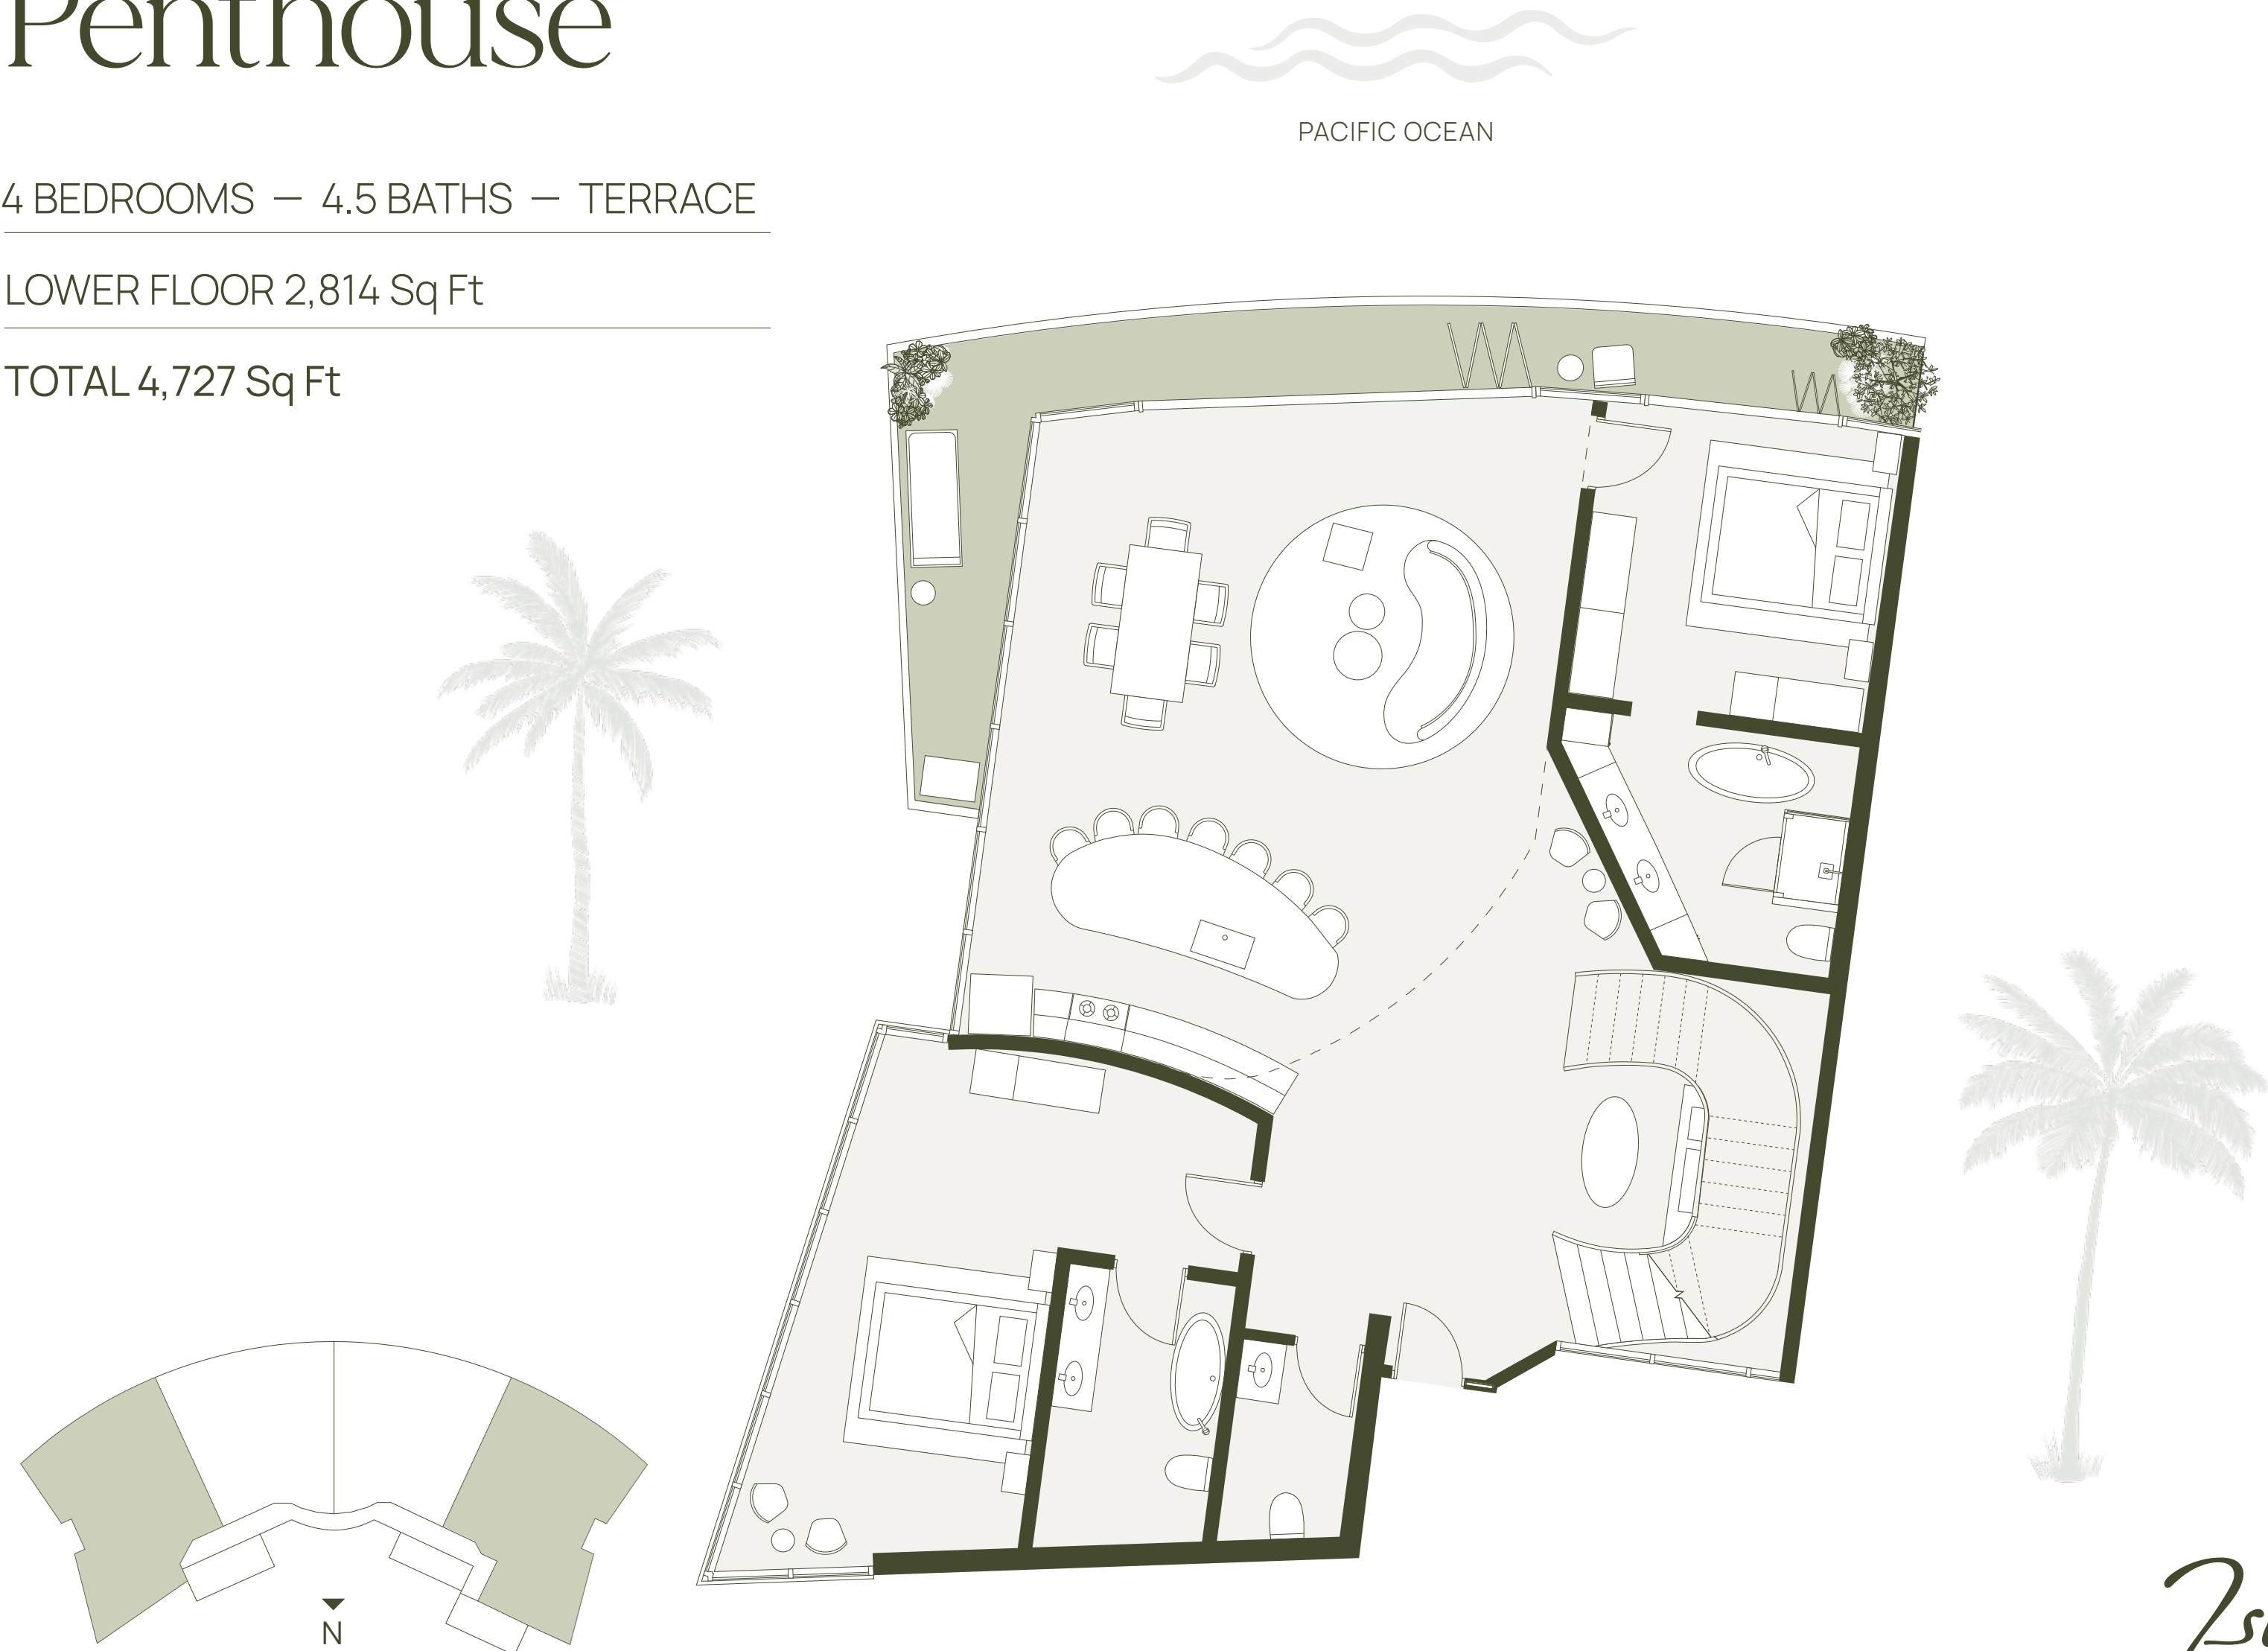 Penthouse
PACIFIC OCEAN
4 BEDROOMS — 4.5 BATHS — TERRACE
LOWER FLOOR 2,814 Sq Ft
TOTAL 4,727 Sq Ft
N